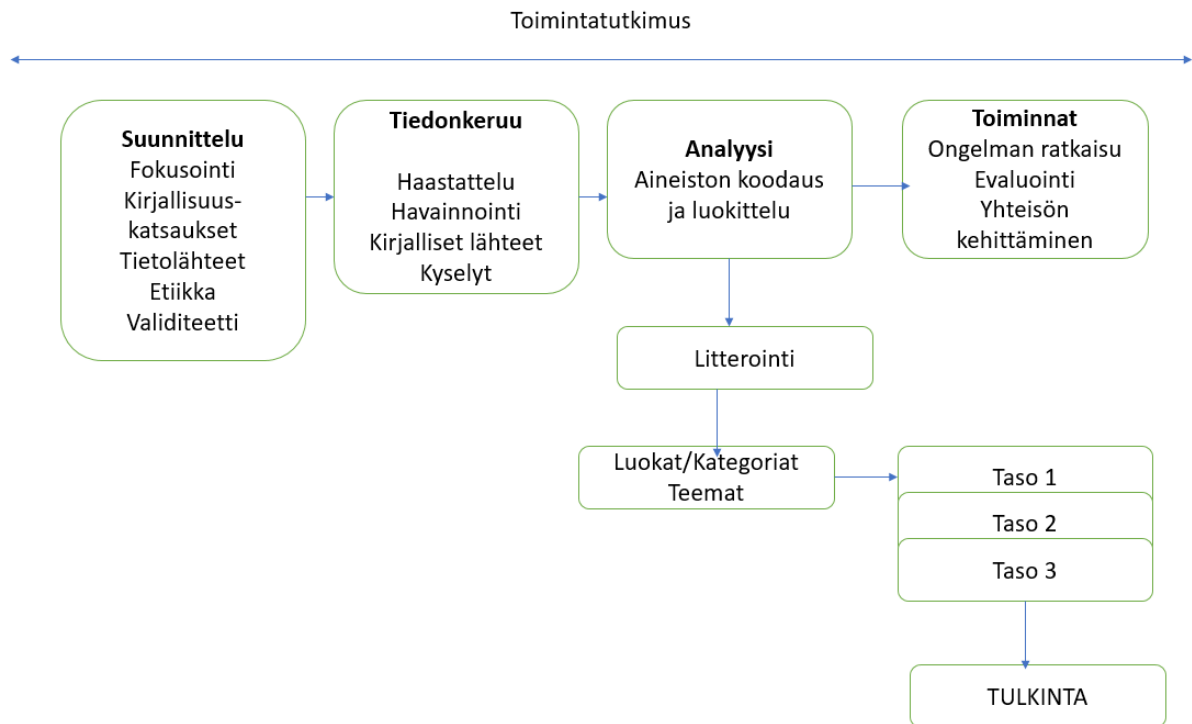 Toimintatutkimus
Suunnittelu
Fokusointi
Kirjallisuus-
katsaukset
Tietolähteet
Etiikka
Validiteetti
Tiedonkeruu
Haastattelu
Havainnointi
Kirjalliset lähteet
Kyselyt
Analyysi
Aineiston koodaus
ja luokittelu
Toiminnat
Ongelman ratkaisu
Evaluointi
Yhteisön
kehittäminen
Litterointi
Luokat/Kategoriat
Teemat
Taso 1
Taso 2
Taso 3
TULKINTA